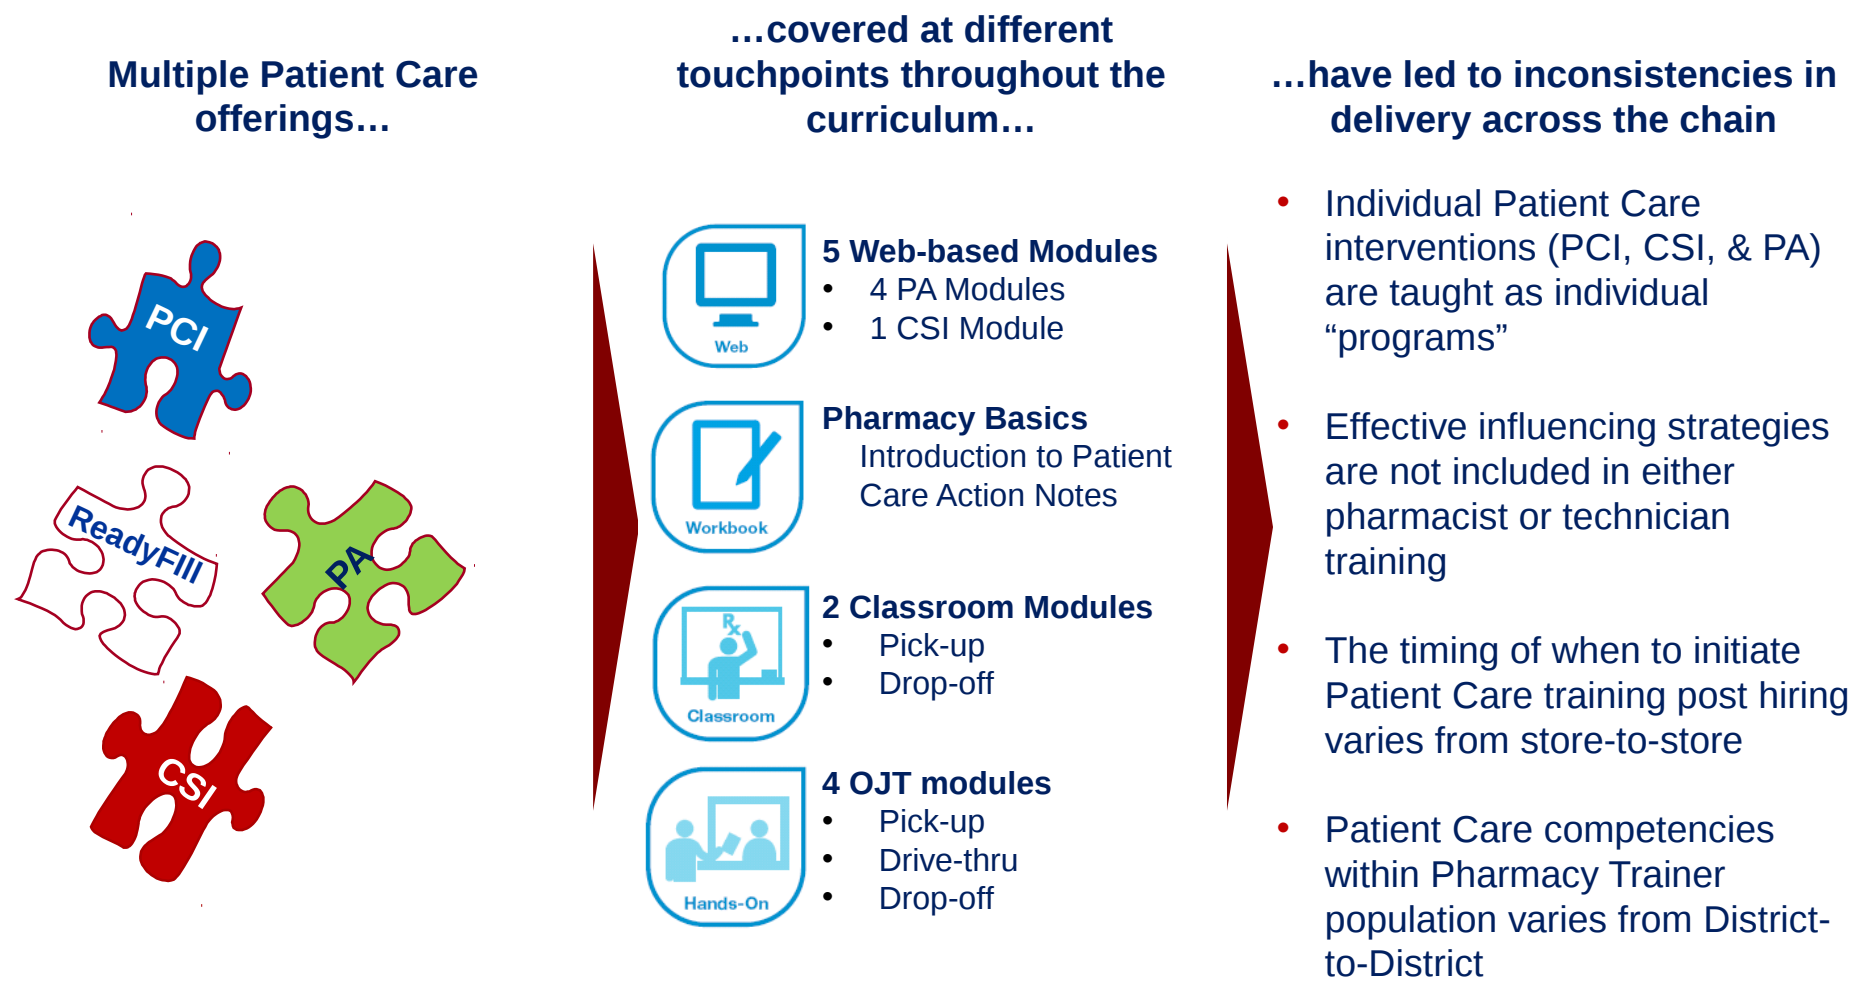 Multiple Patient Care
offerings…
PCI
ReadyFIll
PA
CSI
…covered at different
touchpoints throughout the
curriculum…
Web
5 Web-based Modules
• 4 PA Modules
• 1 CSI Module
Workbook
Pharmacy Basics
Introduction to Patient
Care Action Notes
Rx
Classroom
2 Classroom Modules
• Pick-up
• Drop-off
Hands-On
4 OJT modules
• Pick-up
• Drive-thru
• Drop-off
…have led to inconsistencies in
delivery across the chain
• Individual Patient Care
interventions (PCI, CSI, & PA)
are taught as individual
“programs”
• Effective influencing strategies
are not included in either
pharmacist or technician
training
• The timing of when to initiate
Patient Care training post hiring
varies from store-to-store
• Patient Care competencies
within Pharmacy Trainer
population varies from District-
to-District